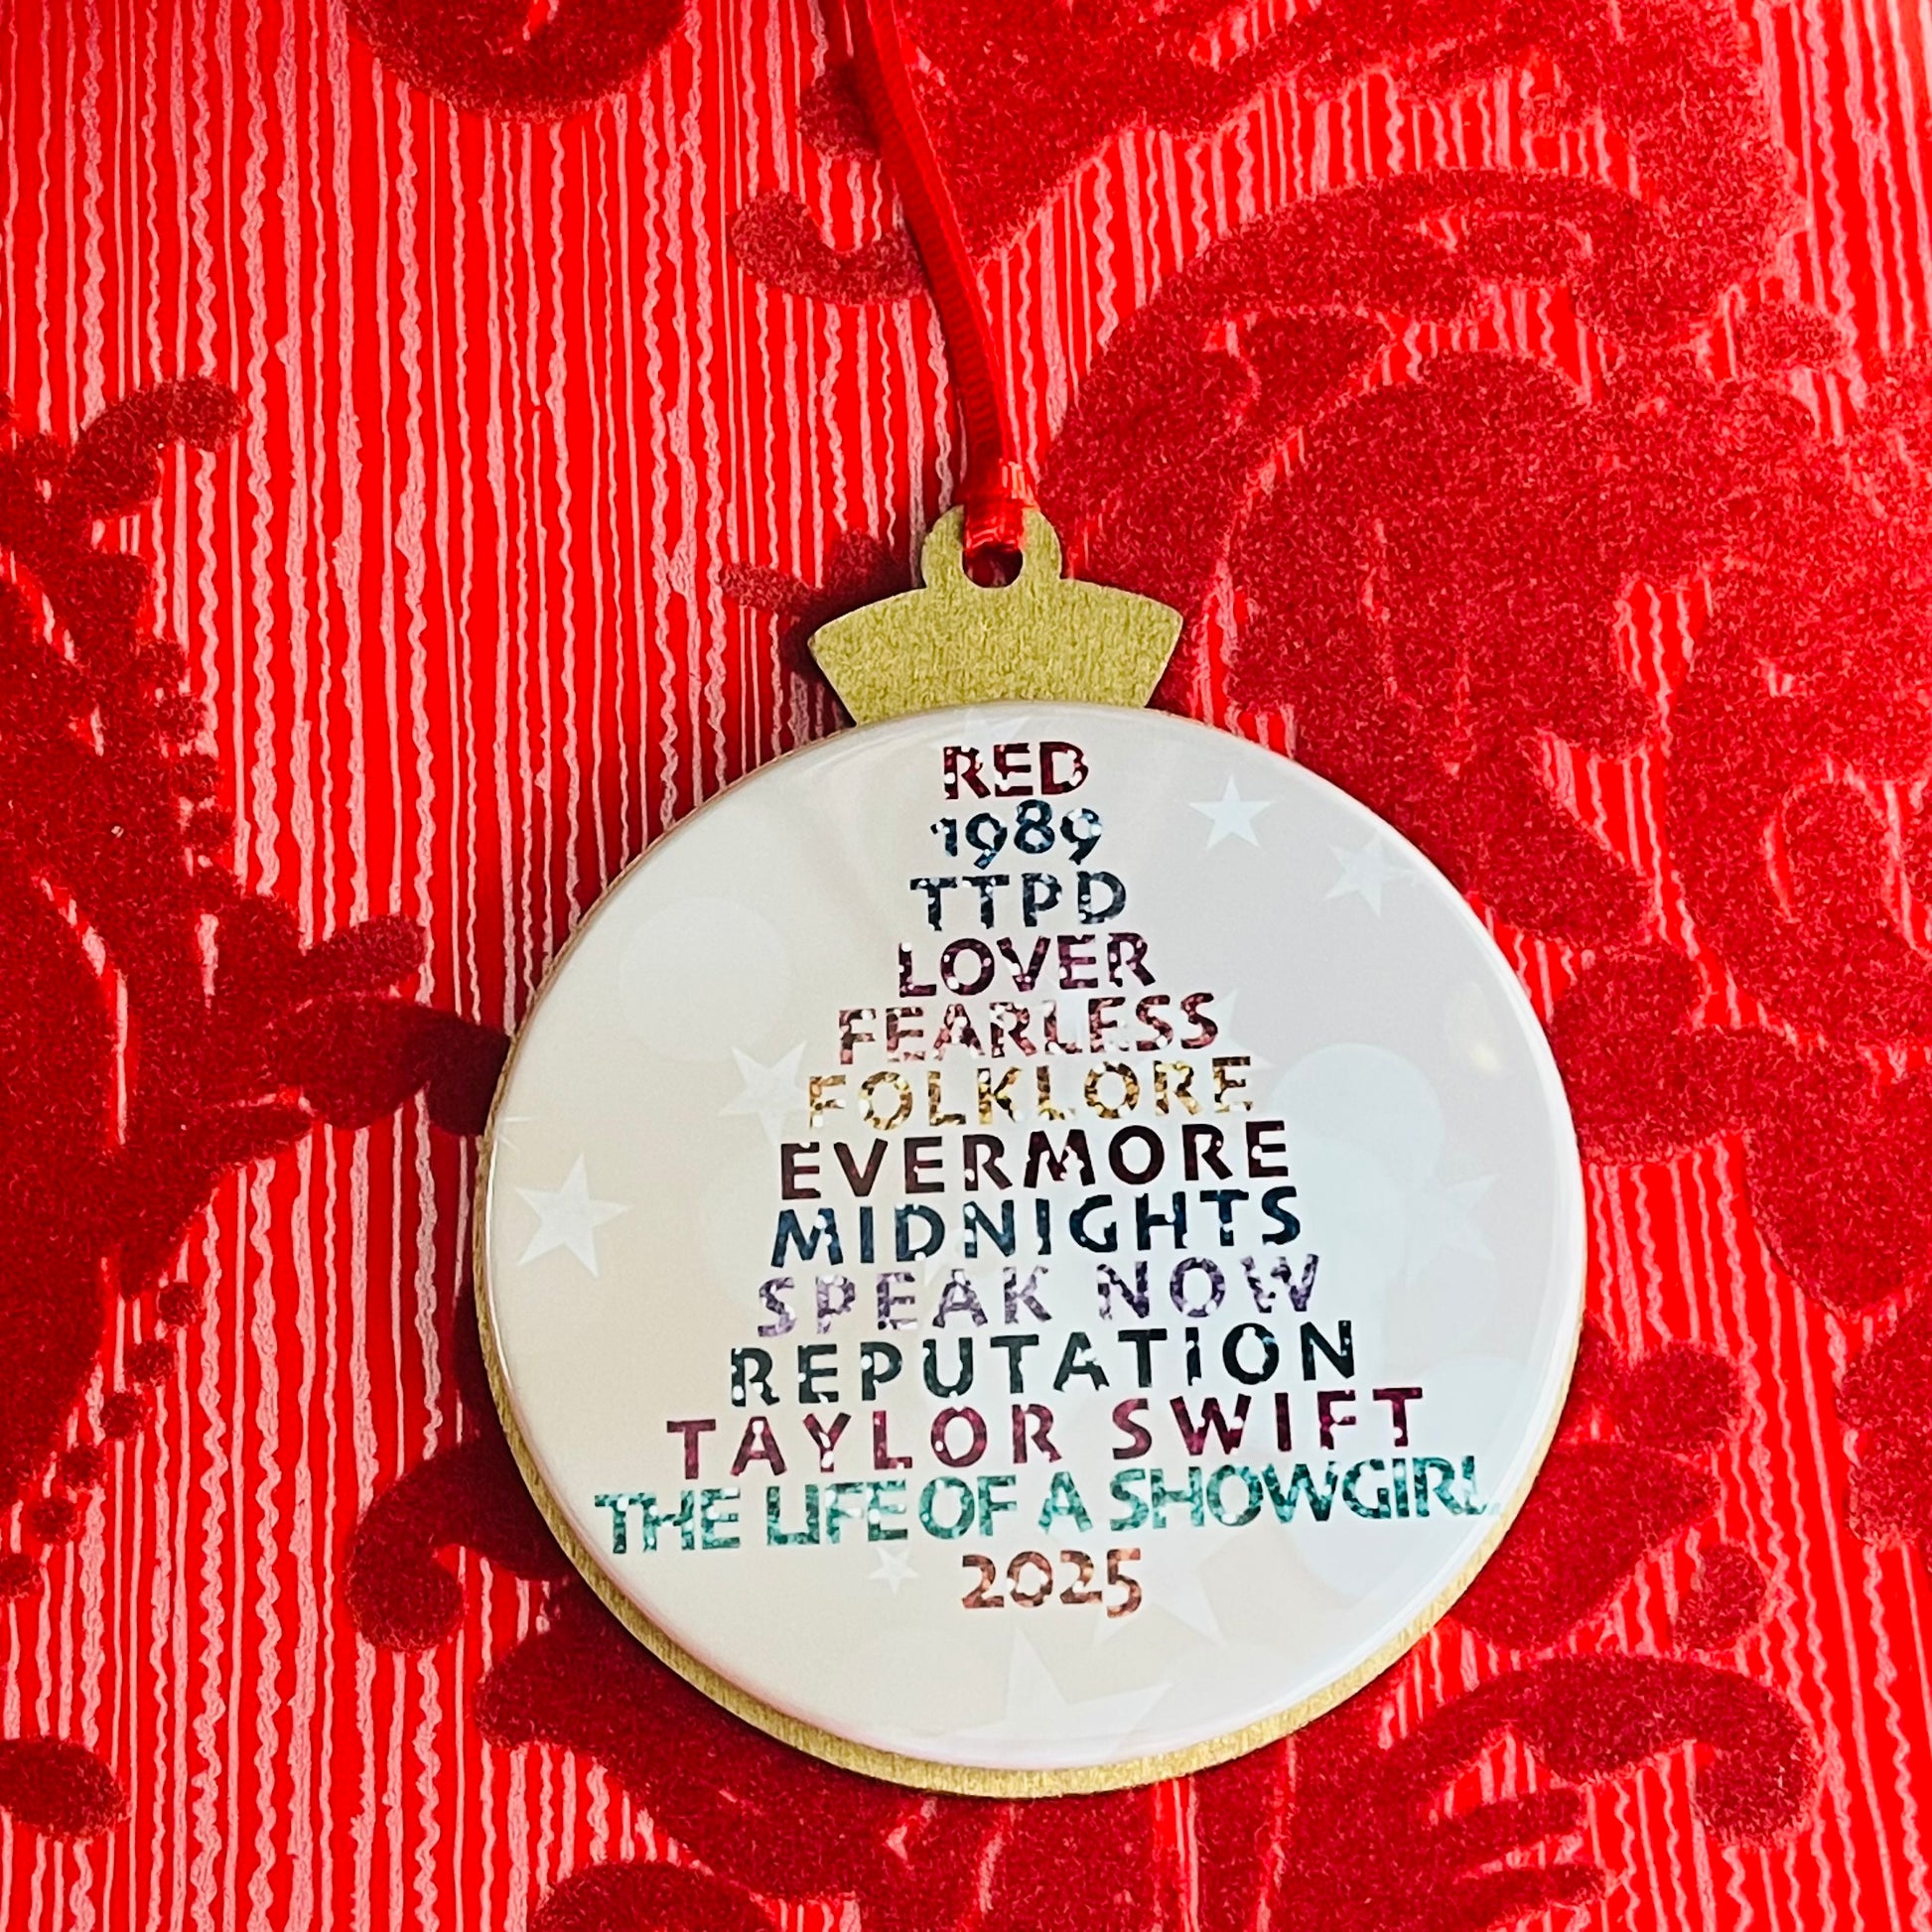 RED
1989
TTPD
LOVER
FEARLESS
FOLKLORE
EVERMORE
MIDNIGHTS
SPEAK NOW
REPUTATION
TAYLOR SWIFT
THE LIFE OF A SHOWGIRL
2025